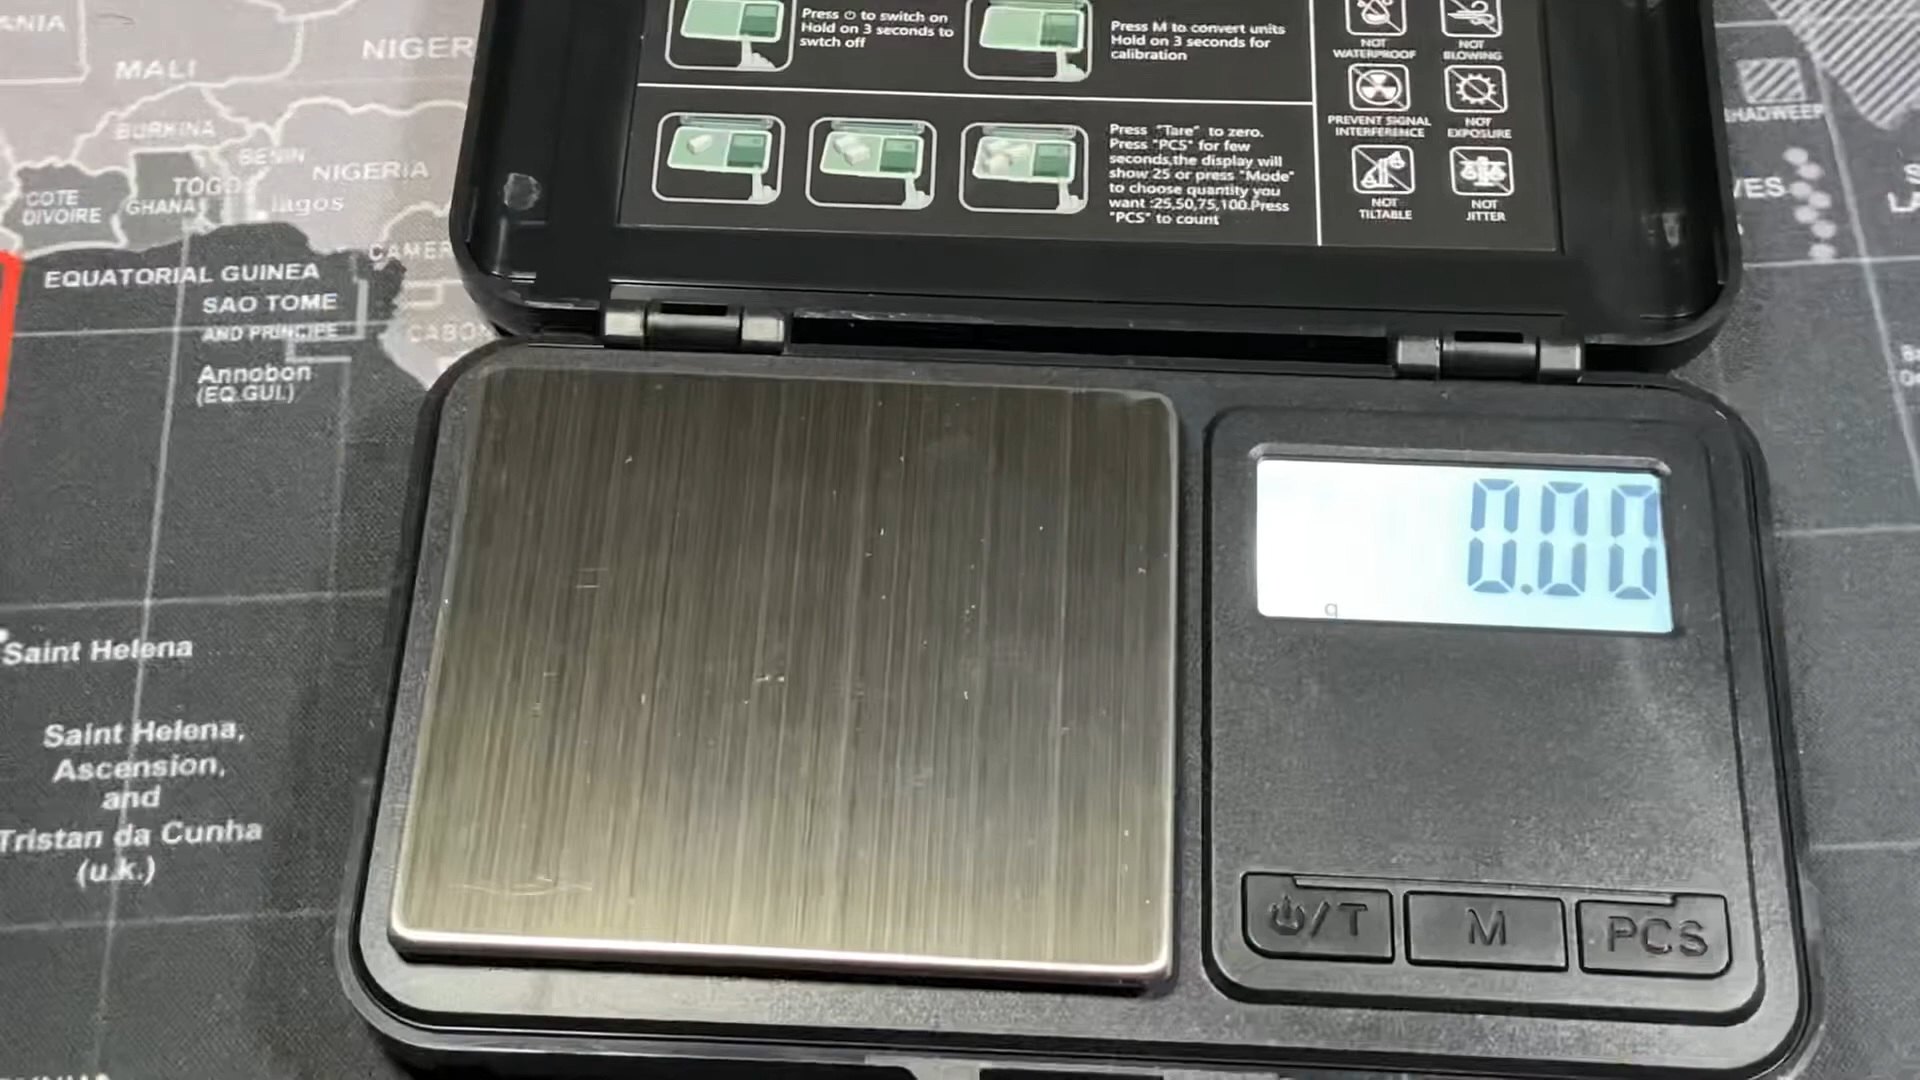 Press ⏻ to switch on
Hold on 3 seconds to
swtch off
Press M to convert units
Hold on 3 seconds for
calibration
NOT
WATERPROOF
NOT
BLOWING
PREVENT SIGNAL
INTERFERENCE
NOT
EXPOSURE
Press "Tare" to zero.
Press "PCS" for few
seconds,the display will
show 25 or press "Mode"
to choose quantity you
want :25,50,75,100.Press
"PCS" to count
NOT
TILTABLE
NOT
JITTER
MALI
NIGER
BURKINA
BENIN
NIGERIA
TOGO
GHANA
lagos
COTE
DIVOIRE
CAMER
EQUATORIAL GUINEA
SAO TOME
AND PRINCIPE
Annobon
(EQ.GUL)
Saint Helena
Saint Helena,
Ascension,
and
Tristan da Cunha
(u.k.)
0.00
g
⏻/T
M
PCS